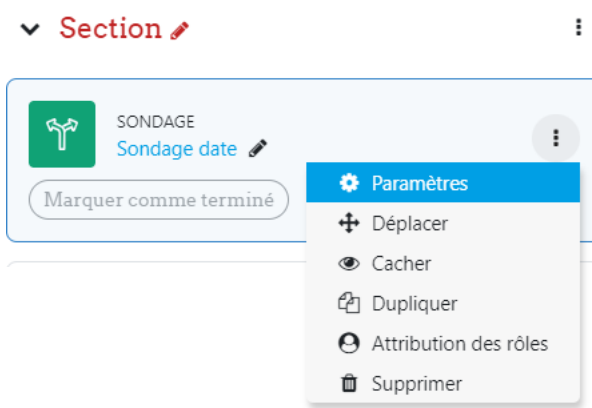 Section
SONDAGE
Sondage date
Marquer comme terminé
Paramètres
Déplacer
Cacher
Dupliquer
Attribution des rôles
Supprimer